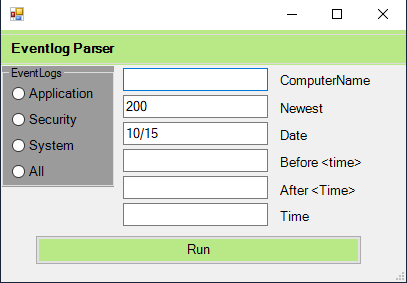 Eventlog Parser
EventLogs
Application
Security
System
All
ComputerName
200 Newest
10/15 Date
Before <time>
After <Time>
Time
Run